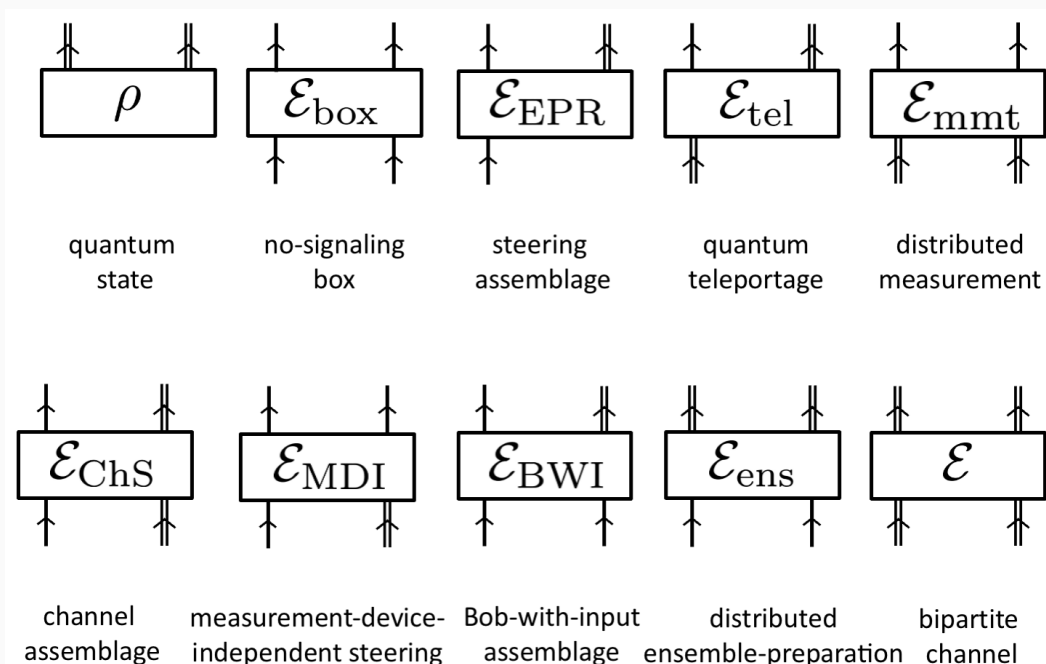 ρ ℰbox ℰEPR ℰtel ℰmmt
quantum state
no-signaling box
steering assemblage
quantum teleportage
distributed measurement
ℰChS ℰMDI ℰBWI ℰens ℰ
channel assemblage
measurement-device-
independent steering
Bob-with-input
assemblage
distributed
ensemble-preparation
bipartite
channel